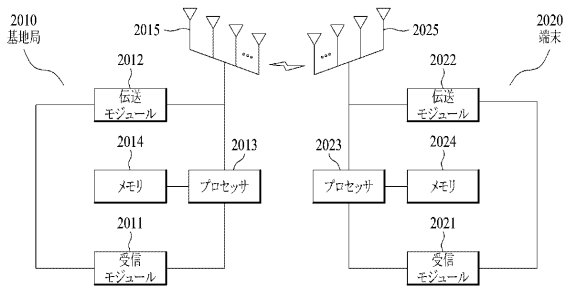 2010
基地局
2015
2025
2020
端末
2012
伝送
モジュール
2022
伝送
モジュール
2014
メモリ
2013
プロセッサ
2023
プロセッサ
2024
メモリ
2011
受信
モジュール
2021
受信
モジュール